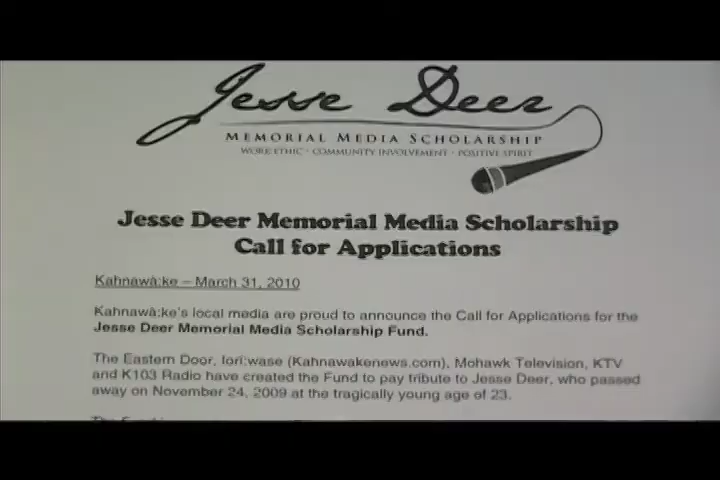 Jesse Deer
MEMORIAL MEDIA SCHOLARSHIP
WORK ETHIC · COMMUNITY INVOLVEMENT · POSITIVE SPIRIT
Jesse Deer Memorial Media Scholarship
Call for Applications
Kahnawà:ke – March 31, 2010
Kahnawà:ke's local media are proud to announce the Call for Applications for the
Jesse Deer Memorial Media Scholarship Fund.
The Eastern Door, Iori:wase (Kahnawakenews.com), Mohawk Television, KTV
and K103 Radio have created the Fund to pay tribute to Jesse Deer, who passed
away on November 24, 2009 at the tragically young age of 23.